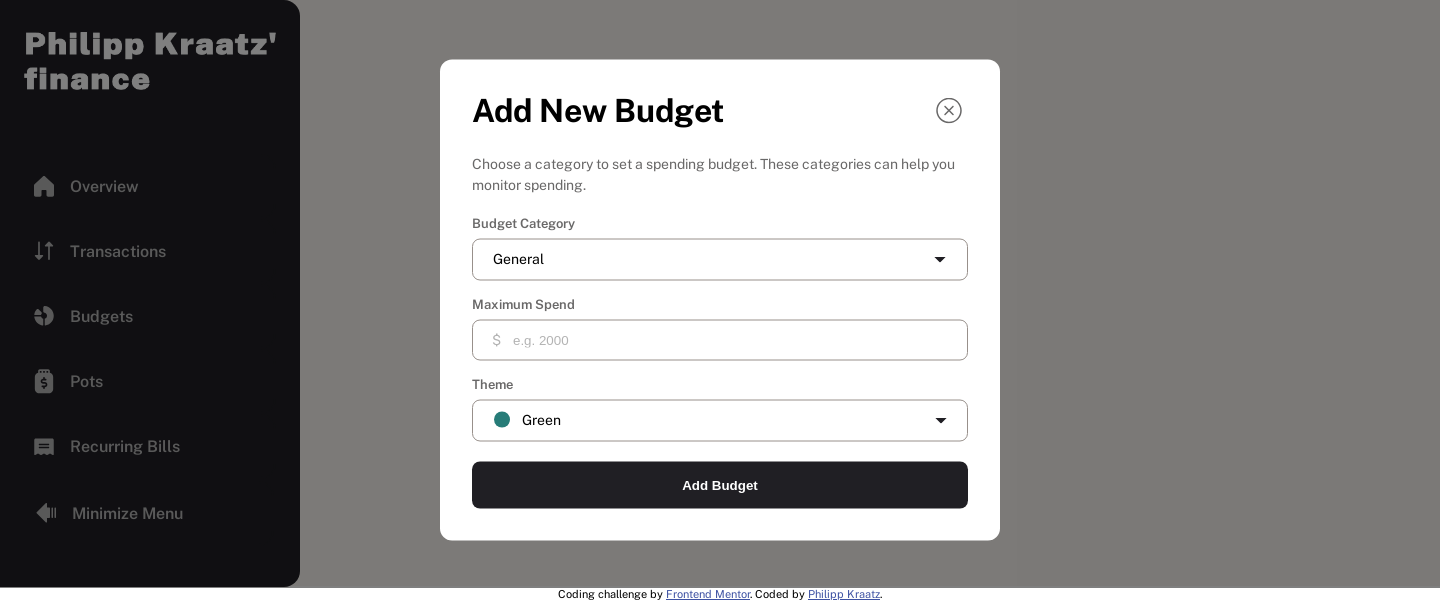 Philipp Kraatz'
finance
Overview
Transactions
Budgets
Pots
Recurring Bills
Minimize Menu
Add New Budget
Choose a category to set a spending budget. These categories can help you
monitor spending.
Budget Category
General
Maximum Spend
$ e.g. 2000
Theme
Green
Add Budget
Coding challenge by Frontend Mentor. Coded by Philipp Kraatz.